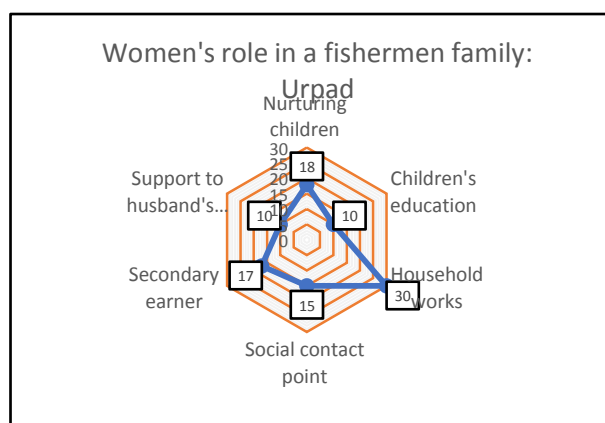 Women's role in a fishermen family:
Urpad
Nurturing
children
Children's
education
Household
works
Social contact
point
Secondary
earner
Support to
husband's...
30
25
20
15
10
0
18
10
30
15
17
10